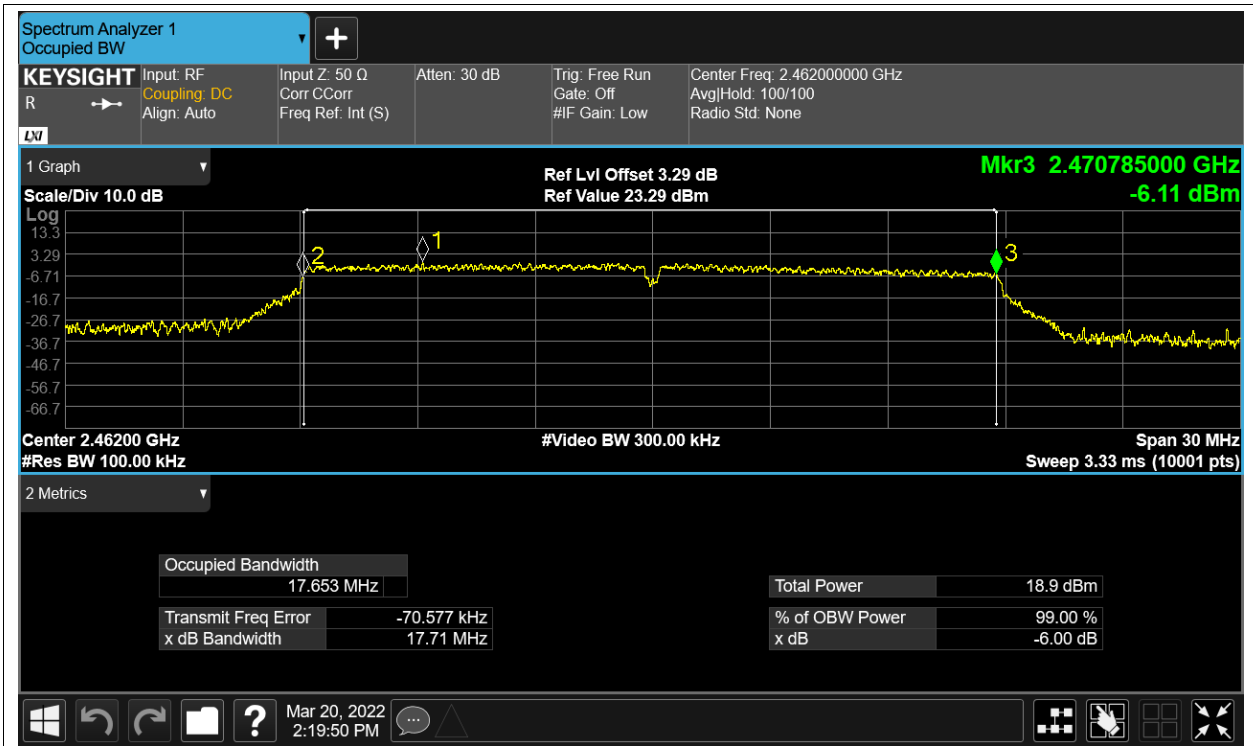 Spectrum Analyzer 1
Occupied BW
KEYSIGHT
R
LXI
Input: RF
Coupling: DC
Align: Auto
Input Z: 50 Ω
Corr CCorr
Freq Ref: Int (S)
Atten: 30 dB
Trig: Free Run
Gate: Off
#IF Gain: Low
Center Freq: 2.462000000 GHz
Avg|Hold: 100/100
Radio Std: None
1 Graph
Scale/Div 10.0 dB
Ref Lvl Offset 3.29 dB
Ref Value 23.29 dBm
Mkr3 2.470785000 GHz
-6.11 dBm
Log
13.3
3.29
-6.71
-16.7
-26.7
-36.7
-46.7
-56.7
-66.7
2
1
3
Center 2.46200 GHz
#Video BW 300.00 kHz
Span 30 MHz
#Res BW 100.00 kHz
Sweep 3.33 ms (10001 pts)
2 Metrics
Occupied Bandwidth
17.653 MHz
Transmit Freq Error -70.577 kHz
x dB Bandwidth 17.71 MHz
Total Power 18.9 dBm
% of OBW Power 99.00 %
x dB -6.00 dB
?
Mar 20, 2022
2:19:50 PM